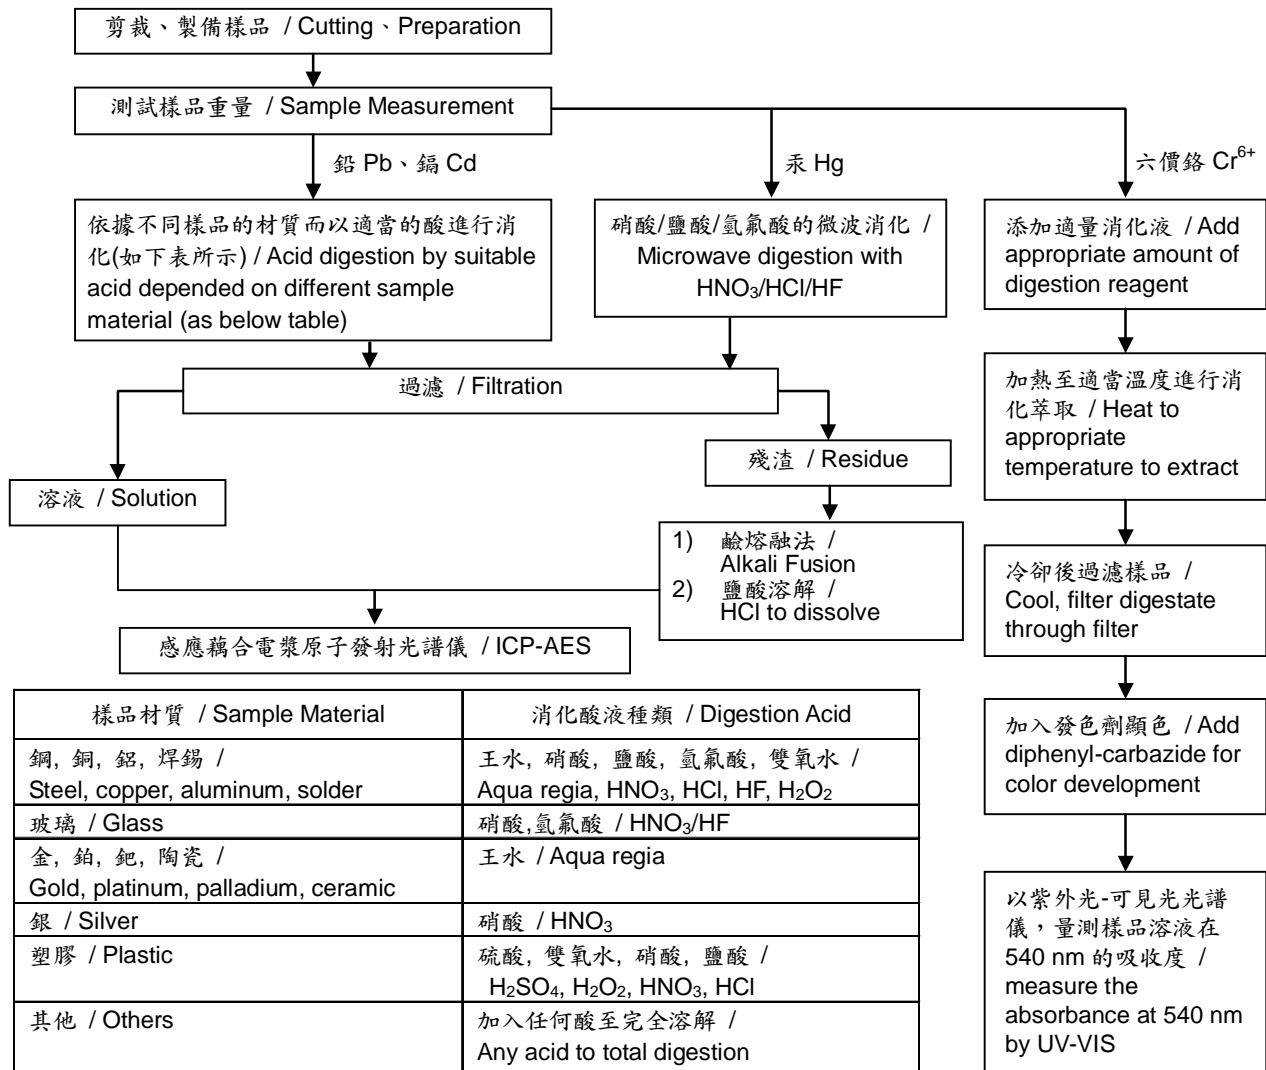 剪裁、製備樣品 / Cutting、Preparation
測試樣品重量 / Sample Measurement
鉛 Pb、鎘 Cd
汞 Hg
六價鉻 Cr⁶⁺
依據不同樣品的材質而以適當的酸進行消
化(如下表所示) / Acid digestion by suitable
acid depended on different sample
material (as below table)
硝酸/鹽酸/氫氟酸的微波消化 /
Microwave digestion with
HNO₃/HCl/HF
添加適量消化液 / Add
appropriate amount of
digestion reagent
過濾 / Filtration
加熱至適當溫度進行消
化萃取 / Heat to
appropriate
temperature to extract
殘渣 / Residue
溶液 / Solution
1) 鹼熔融法 /
Alkali Fusion
2) 鹽酸溶解 /
HCl to dissolve
冷卻後過濾樣品 /
Cool, filter digestate
through filter
感應藕合電漿原子發射光譜儀 / ICP-AES
加入發色劑顯色 / Add
diphenyl-carbazide for
color development
以紫外光-可見光光譜
儀，量測樣品溶液在
540 nm 的吸收度 /
measure the
absorbance at 540 nm
by UV-VIS
樣品材質 / Sample Material
消化酸液種類 / Digestion Acid
鋼, 銅, 鋁, 焊錫 /
Steel, copper, aluminum, solder
王水, 硝酸, 鹽酸, 氫氟酸, 雙氧水 /
Aqua regia, HNO₃, HCl, HF, H₂O₂
玻璃 / Glass
硝酸,氫氟酸 / HNO₃/HF
金, 鉑, 鈀, 陶瓷 /
Gold, platinum, palladium, ceramic
王水 / Aqua regia
銀 / Silver
硝酸 / HNO₃
塑膠 / Plastic
硫酸, 雙氧水, 硝酸, 鹽酸 /
H₂SO₄, H₂O₂, HNO₃, HCl
其他 / Others
加入任何酸至完全溶解 /
Any acid to total digestion